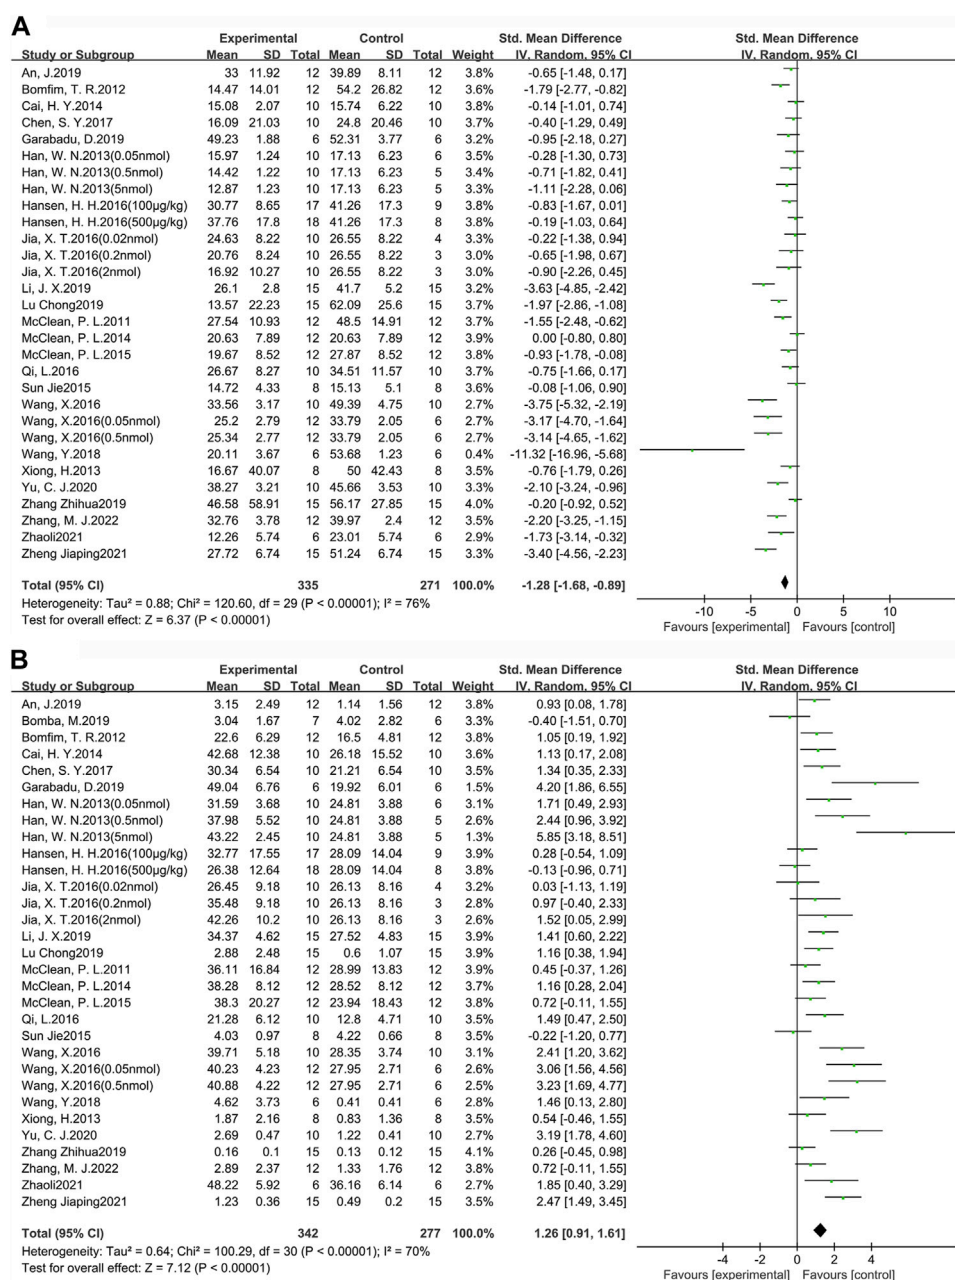 A
Experimental Control Std. Mean Difference Std. Mean Difference
Study or Subgroup Mean SD Total Mean SD Total Weight IV, Random, 95% CI IV, Random, 95% CI
An, J.2019 33 11.92 12 39.89 8.11 12 3.8% -0.65 [-1.48, 0.17]
Bomfim, T. R.2012 14.47 14.01 12 54.2 26.82 12 3.6% -1.79 [-2.77, -0.82]
Cai, H. Y.2014 15.08 2.07 10 15.74 6.22 10 3.7% -0.14 [-1.01, 0.74]
Chen, S. Y.2017 16.09 21.03 10 24.8 20.46 10 3.7% -0.40 [-1.29, 0.49]
Garabadu, D.2019 49.23 1.88 6 52.31 3.77 6 3.2% -0.95 [-2.18, 0.27]
Han, W. N.2013(0.05nmol) 15.97 1.24 10 17.13 6.23 6 3.5% -0.28 [-1.30, 0.73]
Han, W. N.2013(0.5nmol) 14.42 1.22 10 17.13 6.23 5 3.4% -0.71 [-1.82, 0.41]
Han, W. N.2013(5nmol) 12.87 1.23 10 17.13 6.23 5 3.3% -1.11 [-2.28, 0.06]
Hansen, H. H.2016(100μg/kg) 30.77 8.65 17 41.26 17.3 9 3.8% -0.83 [-1.67, 0.01]
Hansen, H. H.2016(500μg/kg) 37.76 17.8 18 41.26 17.3 8 3.8% -0.19 [-1.03, 0.64]
Jia, X. T.2016(0.02nmol) 24.63 8.22 10 26.55 8.22 4 3.3% -0.22 [-1.38, 0.94]
Jia, X. T.2016(0.2nmol) 20.76 8.24 10 26.55 8.22 3 3.0% -0.65 [-1.98, 0.67]
Jia, X. T.2016(2nmol) 16.92 10.27 10 26.55 8.22 3 3.0% -0.90 [-2.26, 0.45]
Li, J. X.2019 26.1 2.8 15 41.7 5.2 15 3.2% -3.63 [-4.85, -2.42]
Lu Chong2019 13.57 22.23 15 62.09 25.6 15 3.7% -1.97 [-2.86, -1.08]
McClean, P. L.2011 27.54 10.93 12 48.5 14.91 12 3.7% -1.55 [-2.48, -0.62]
McClean, P. L.2014 20.63 7.89 12 20.63 7.89 12 3.8% 0.00 [-0.80, 0.80]
McClean, P. L.2015 19.67 8.52 12 27.87 8.52 12 3.8% -0.93 [-1.78, -0.08]
Qi, L.2016 26.67 8.27 10 34.51 11.57 10 3.7% -0.75 [-1.66, 0.17]
Sun Jie2015 14.72 4.33 8 15.13 5.1 8 3.6% -0.08 [-1.06, 0.90]
Wang, X.2016 33.56 3.17 10 49.39 4.75 10 2.7% -3.75 [-5.32, -2.19]
Wang, X.2016(0.05nmol) 25.2 2.79 12 33.79 2.05 6 2.8% -3.17 [-4.70, -1.64]
Wang, X.2016(0.5nmol) 25.34 2.77 12 33.79 2.05 6 2.8% -3.14 [-4.65, -1.62]
Wang, Y.2018 20.11 3.67 6 53.68 1.23 6 0.4% -11.32 [-16.96, -5.68]
Xiong, H.2013 16.67 40.07 8 50 42.43 8 3.5% -0.76 [-1.79, 0.26]
Yu, C. J.2020 38.27 3.21 10 45.66 3.53 10 3.3% -2.10 [-3.24, -0.96]
Zhang Zhihua2019 46.58 58.91 15 56.17 27.85 15 4.0% -0.20 [-0.92, 0.52]
Zhang, M. J.2022 32.76 3.78 12 39.97 2.4 12 3.5% -2.20 [-3.25, -1.15]
Zhaoli2021 12.26 5.74 6 23.01 5.74 6 2.9% -1.73 [-3.14, -0.32]
Zheng Jiaping2021 27.72 6.74 15 51.24 6.74 15 3.3% -3.40 [-4.56, -2.23]
Total (95% CI) 335 271 100.0% -1.28 [-1.68, -0.89]
Heterogeneity: Tau² = 0.88; Chi² = 120.60, df = 29 (P < 0.00001); I² = 76%
Test for overall effect: Z = 6.37 (P < 0.00001)
-10 -5 0 5 10
Favours [experimental] Favours [control]
B
Experimental Control Std. Mean Difference Std. Mean Difference
Study or Subgroup Mean SD Total Mean SD Total Weight IV, Random, 95% CI IV, Random, 95% CI
An, J.2019 3.15 2.49 12 1.14 1.56 12 3.8% 0.93 [0.08, 1.78]
Bomba, M.2019 3.04 1.67 7 4.02 2.82 6 3.3% -0.40 [-1.51, 0.70]
Bomfim, T. R.2012 22.6 6.29 12 16.5 4.81 12 3.7% 1.05 [0.19, 1.92]
Cai, H. Y.2014 42.68 12.38 10 26.18 15.52 10 3.6% 1.13 [0.17, 2.08]
Chen, S. Y.2017 30.34 6.54 10 21.21 6.54 10 3.5% 1.34 [0.35, 2.33]
Garabadu, D.2019 49.04 6.76 6 19.92 6.01 6 1.5% 4.20 [1.86, 6.55]
Han, W. N.2013(0.05nmol) 31.59 3.68 10 24.81 3.88 6 3.1% 1.71 [0.49, 2.93]
Han, W. N.2013(0.5nmol) 37.98 5.52 10 24.81 3.88 5 2.6% 2.44 [0.96, 3.92]
Han, W. N.2013(5nmol) 43.22 2.45 10 24.81 3.88 5 1.3% 5.85 [3.18, 8.51]
Hansen, H. H.2016(100μg/kg) 32.77 17.55 17 28.09 14.04 9 3.9% 0.28 [-0.54, 1.09]
Hansen, H. H.2016(500μg/kg) 26.38 12.64 18 28.09 14.04 8 3.8% -0.13 [-0.96, 0.71]
Jia, X. T.2016(0.02nmol) 26.45 9.18 10 26.13 8.16 4 3.2% 0.03 [-1.13, 1.19]
Jia, X. T.2016(0.2nmol) 35.48 9.18 10 26.13 8.16 3 2.8% 0.97 [-0.40, 2.33]
Jia, X. T.2016(2nmol) 42.26 10.2 10 26.13 8.16 3 2.6% 1.52 [0.05, 2.99]
Li, J. X.2019 34.37 4.62 15 27.52 4.83 15 3.9% 1.41 [0.60, 2.22]
Lu Chong2019 2.88 2.48 15 0.6 1.07 15 3.9% 1.16 [0.38, 1.94]
McClean, P. L.2011 36.11 16.84 12 28.99 13.83 12 3.9% 0.45 [-0.37, 1.26]
McClean, P. L.2014 38.28 8.12 12 28.52 8.12 12 3.7% 1.16 [0.28, 2.04]
McClean, P. L.2015 38.3 20.27 12 23.94 18.43 12 3.8% 0.72 [-0.11, 1.55]
Qi, L.2016 21.28 6.12 10 12.8 4.71 10 3.4% 1.49 [0.47, 2.50]
Sun Jie2015 4.03 0.97 8 4.22 0.66 8 3.5% -0.22 [-1.20, 0.77]
Wang, X.2016 39.71 5.18 10 28.35 3.74 10 3.1% 2.41 [1.20, 3.62]
Wang, X.2016(0.05nmol) 40.23 4.23 12 27.95 2.71 6 2.6% 3.06 [1.56, 4.56]
Wang, X.2016(0.5nmol) 40.88 4.22 12 27.95 2.71 6 2.5% 3.23 [1.69, 4.77]
Wang, Y.2018 4.62 3.73 6 0.41 0.41 6 2.8% 1.46 [0.13, 2.80]
Xiong, H.2013 1.87 2.16 8 0.83 1.36 8 3.5% 0.54 [-0.46, 1.55]
Yu, C. J.2020 2.69 0.47 10 1.22 0.41 10 2.7% 3.19 [1.78, 4.60]
Zhang Zhihua2019 0.16 0.1 15 0.13 0.12 15 4.1% 0.26 [-0.45, 0.98]
Zhang, M. J.2022 2.89 2.37 12 1.33 1.76 12 3.8% 0.72 [-0.11, 1.55]
Zhaoli2021 48.22 5.92 6 36.16 6.14 6 2.6% 1.85 [0.40, 3.29]
Zheng Jiaping2021 1.23 0.36 15 0.49 0.2 15 3.5% 2.47 [1.49, 3.45]
Total (95% CI) 342 277 100.0% 1.26 [0.91, 1.61]
Heterogeneity: Tau² = 0.64; Chi² = 100.29, df = 30 (P < 0.00001); I² = 70%
Test for overall effect: Z = 7.12 (P < 0.00001)
-4 -2 0 2 4
Favours [experimental] Favours [control]